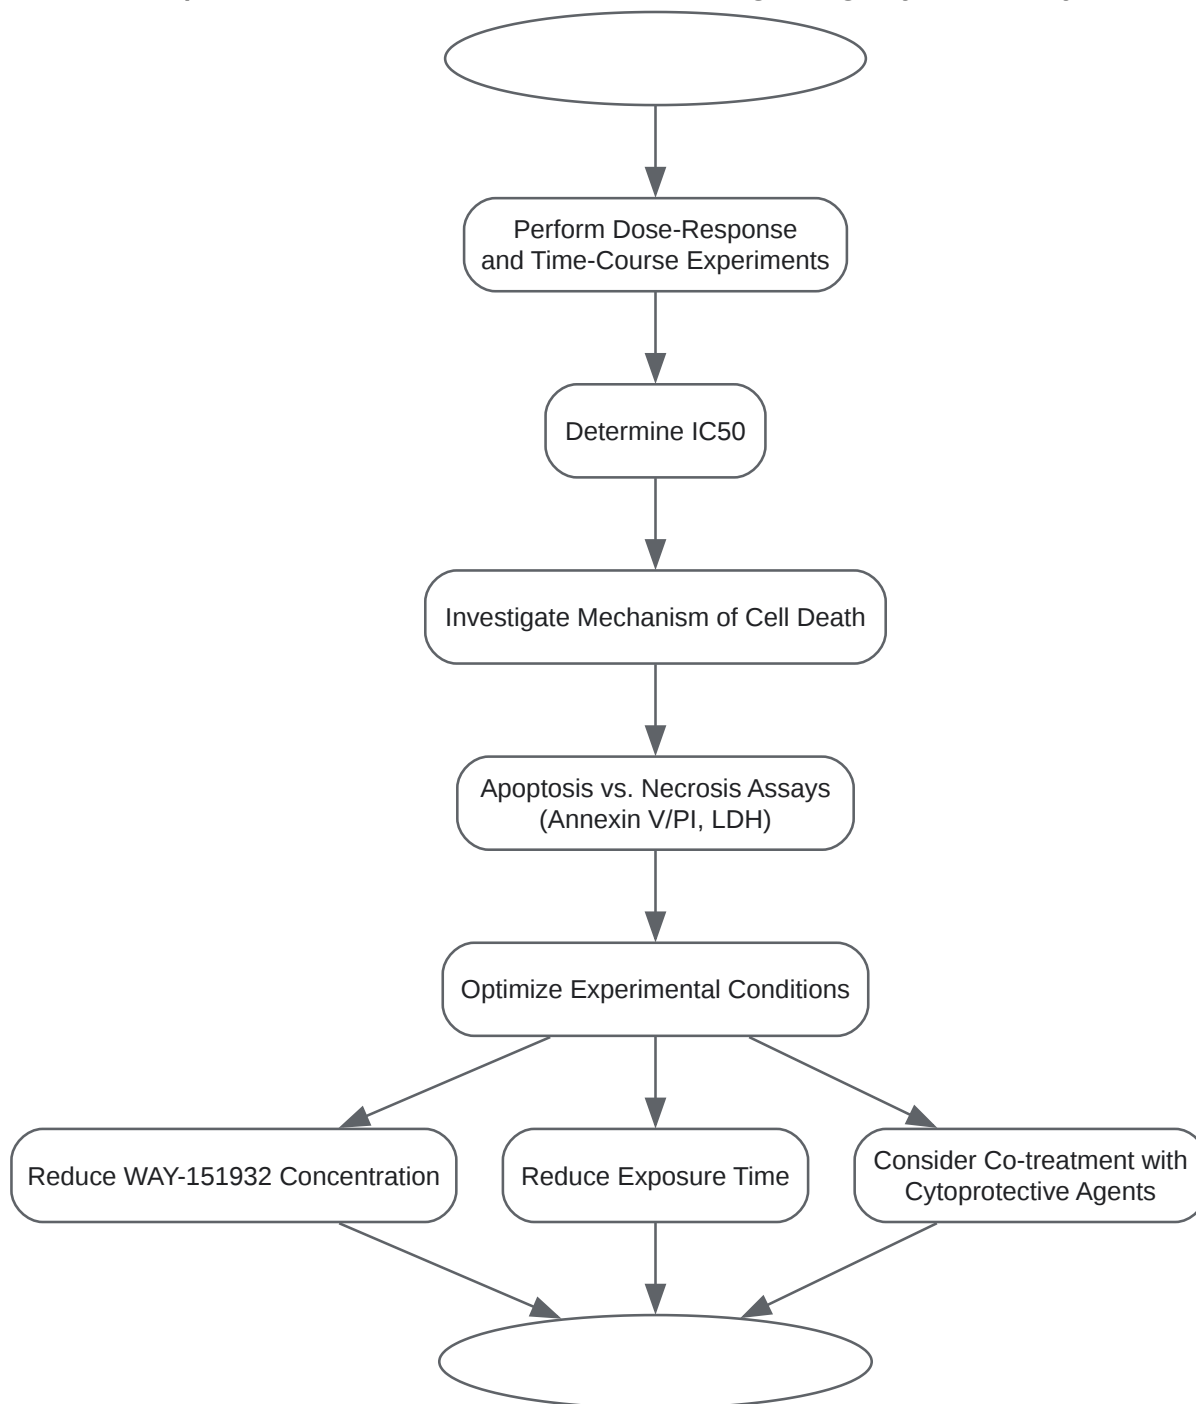 Perform Dose-Response
and Time-Course Experiments
Determine IC50
Investigate Mechanism of Cell Death
Apoptosis vs. Necrosis Assays
(Annexin V/PI, LDH)
Optimize Experimental Conditions
Reduce WAY-151932 Concentration
Reduce Exposure Time
Consider Co-treatment with
Cytoprotective Agents